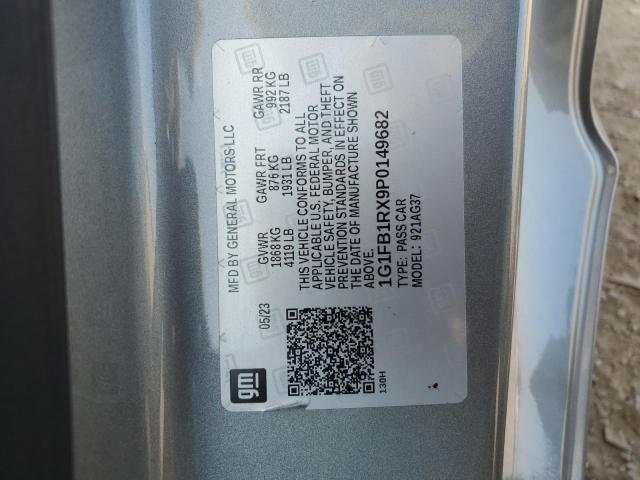 gm
MFD BY GENERAL MOTORS LLC
05/23
GVWR
1868 KG
4119 LB
GAWR FRT
876 KG
1931 LB
GAWR RR
992 KG
2187 LB
THIS VEHICLE CONFORMS TO ALL
APPLICABLE U.S. FEDERAL MOTOR
VEHICLE SAFETY, BUMPER, AND THEFT
PREVENTION STANDARDS IN EFFECT ON
THE DATE OF MANUFACTURE SHOWN
ABOVE.
1G1FB1RX9P0149682
TYPE: PASS CAR
MODEL: 921AG37
130H